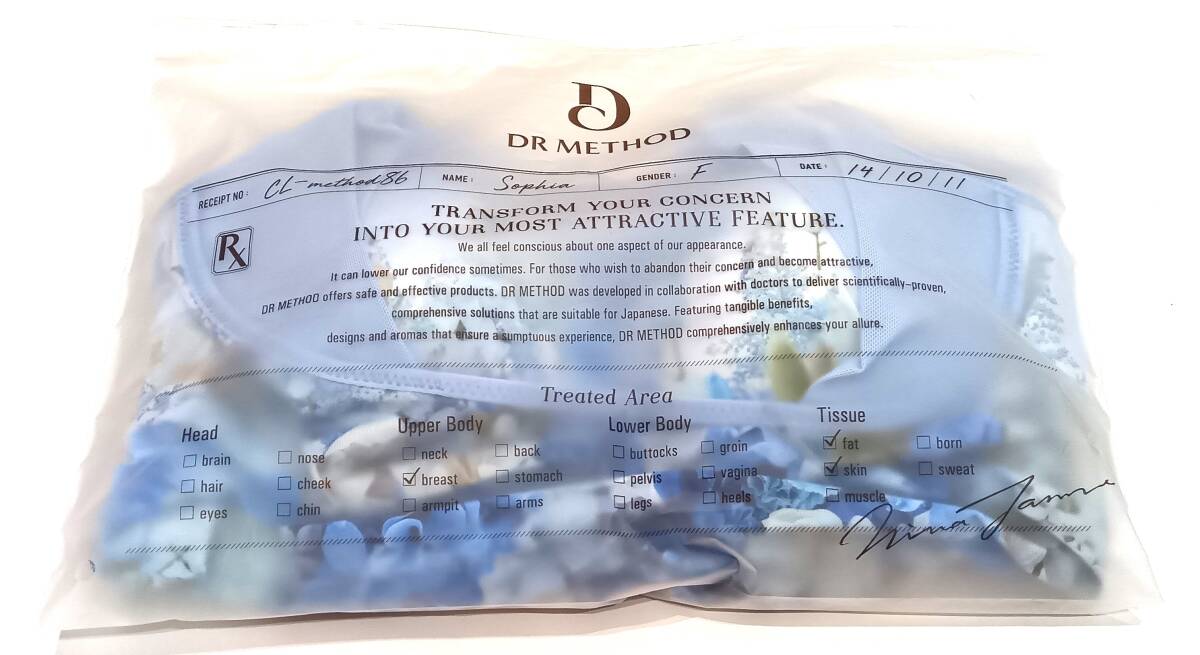 DC
DR METHOD
RECEIPT NO : CL-method86 NAME : Sophia GENDER : F DATE : 14/10/11
Rx
TRANSFORM YOUR CONCERN
INTO YOUR MOST ATTRACTIVE FEATURE.
We all feel conscious about one aspect of our appearance.
It can lower our confidence sometimes. For those who wish to abandon their concern and become attractive,
DR METHOD offers safe and effective products. DR METHOD was developed in collaboration with doctors to deliver scientifically-proven,
comprehensive solutions that are suitable for Japanese. Featuring tangible benefits,
designs and aromas that ensure a sumptuous experience, DR METHOD comprehensively enhances your allure.
Treated Area
Head Upper Body Lower Body Tissue
brain nose neck back buttocks groin fat born
hair cheek breast stomach pelvis vagina skin sweat
eyes chin armpit arms legs heels muscle